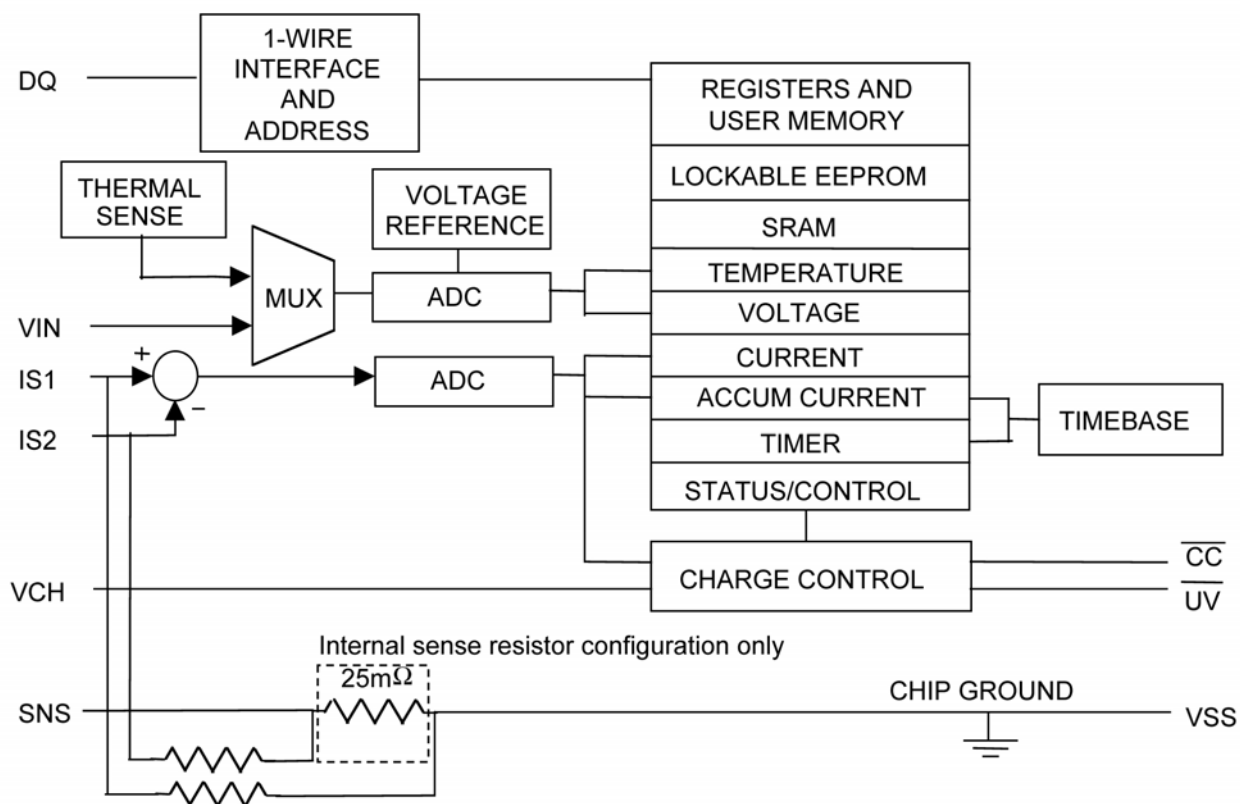 1-WIRE
INTERFACE
AND
ADDRESS
DQ
REGISTERS AND
USER MEMORY
LOCKABLE EEPROM
SRAM
TEMPERATURE
VOLTAGE
CURRENT
ACCUM CURRENT
TIMER
STATUS/CONTROL
THERMAL
SENSE
VOLTAGE
REFERENCE
MUX
ADC
VIN
+
IS1
−
ADC
IS2
TIMEBASE
CHARGE CONTROL
CC
UV
VCH
Internal sense resistor configuration only
25mΩ
SNS
CHIP GROUND
VSS